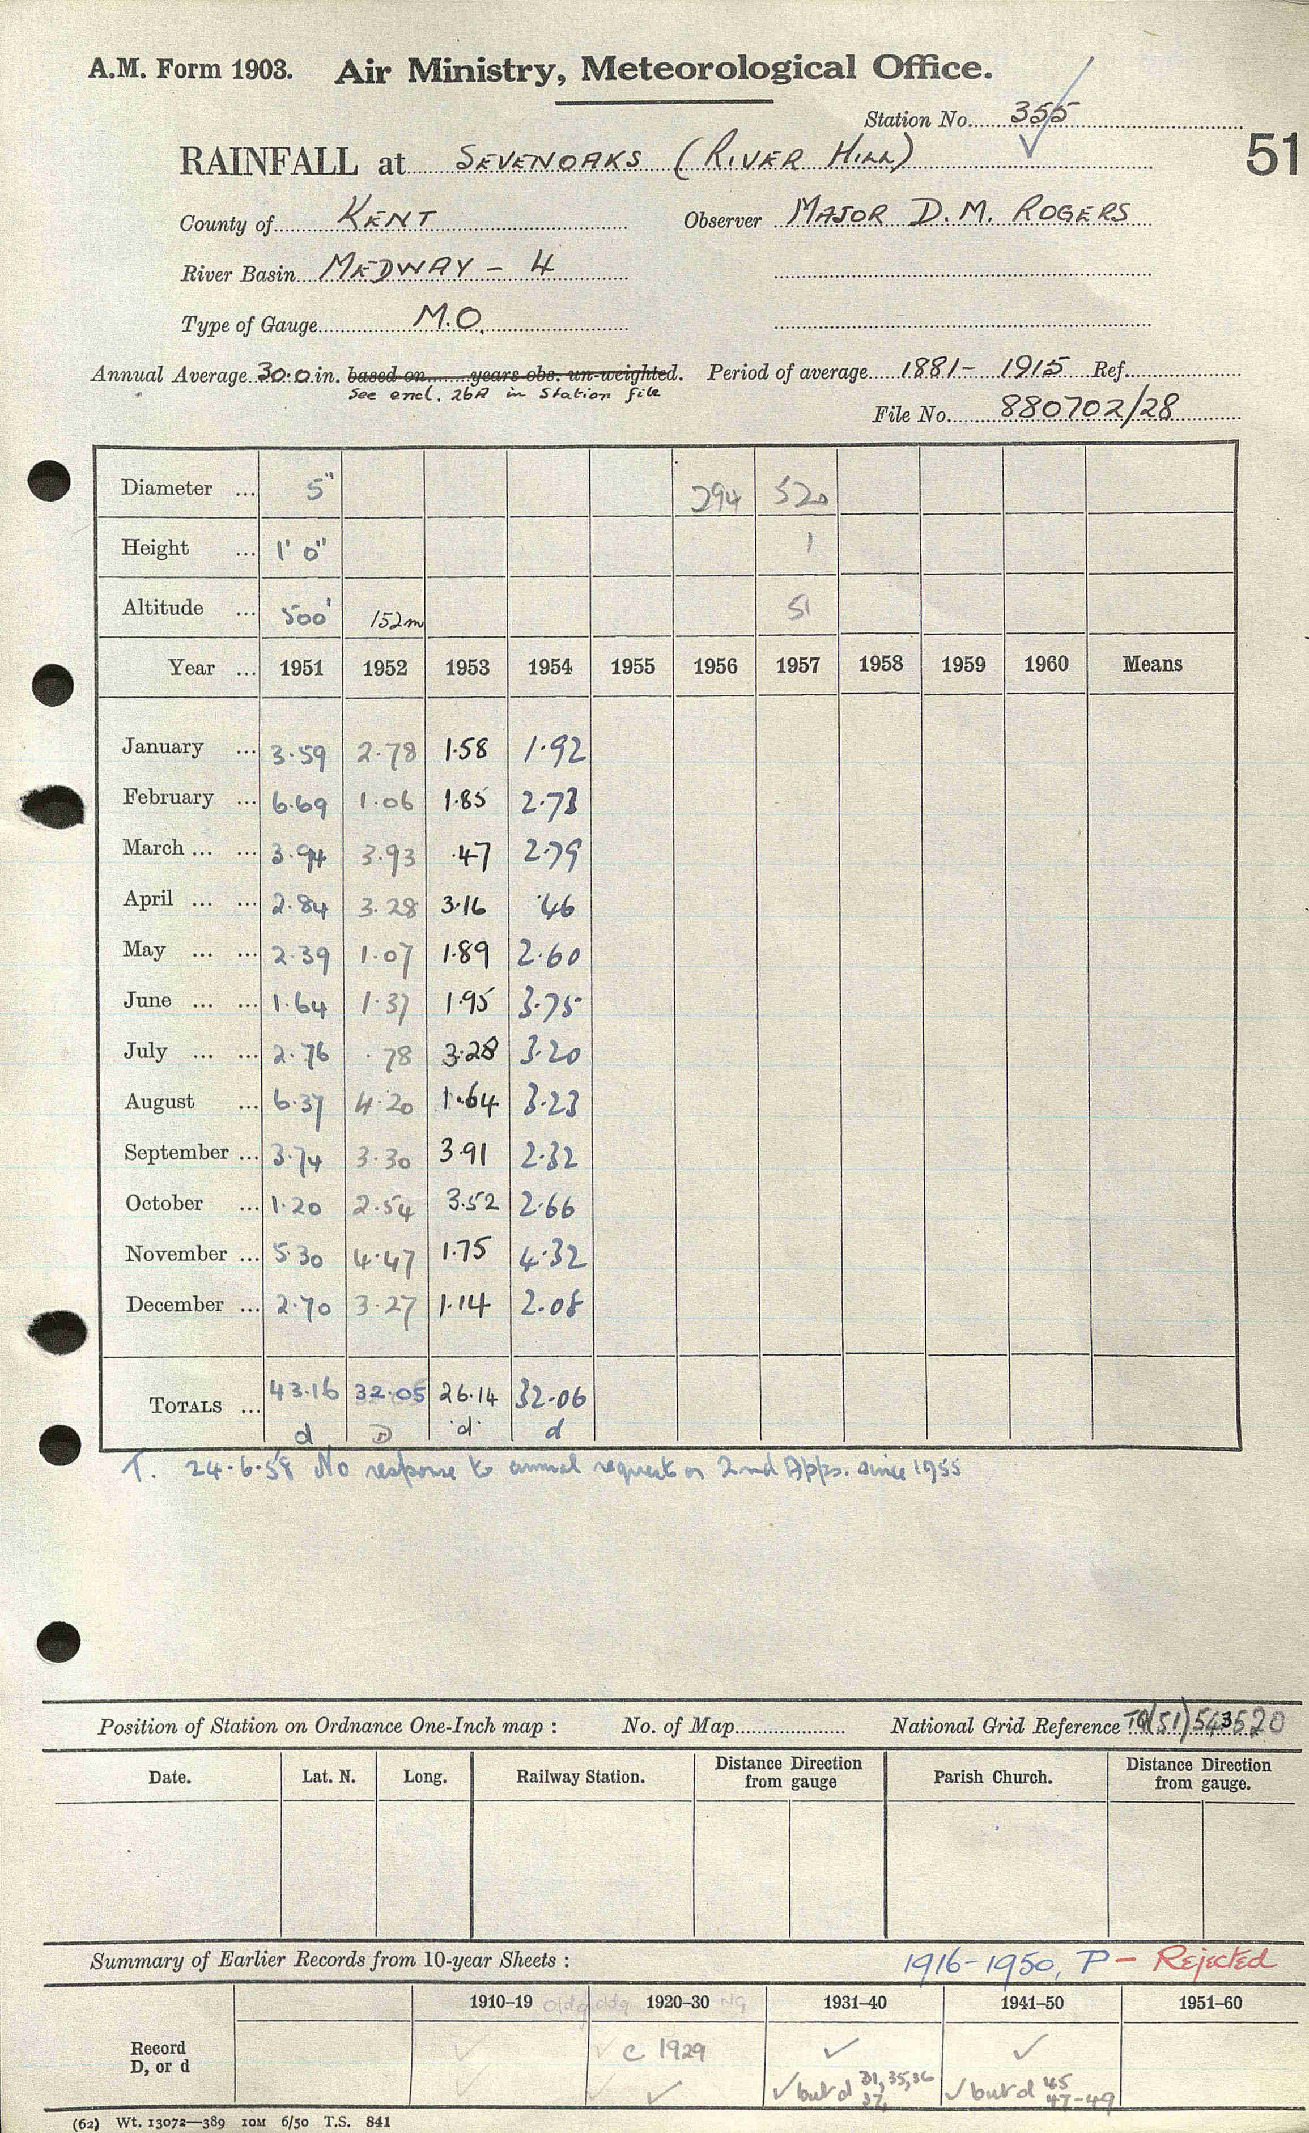 A.M. Form 1903. Air Ministry, Meteorological Office.
Station No. 355
51
RAINFALL at SEVENOAKS (RIVER HILL)
County of KENT Observer MAJOR D.M. ROGERS
River Basin MEDWAY - 4
Type of Gauge M.O.
Annual Average 30.0 in. based on years obs. un-weighted. Period of average 1881- 1915 Ref.
See encl. 26A in Station file
File No. 880702/28
Diameter ... 5" 294 520
Height ... 1' 0" 1
Altitude ... 500' 152m 51
Year ... 1951 1952 1953 1954 1955 1956 1957 1958 1959 1960 Means
January ... 3.59 2.78 1.58 1.92
February ... 6.69 1.06 1.85 2.73
March ... ... 3.94 3.93 .47 2.79
April ... ... 2.84 3.28 3.16 .46
May ... ... 2.39 1.07 1.89 2.60
June ... ... 1.64 1.37 1.95 3.75
July ... ... 2.76 .78 3.28 3.20
August ... 6.37 4.20 1.64 3.23
September ... 3.74 3.30 3.91 2.32
October ... 1.20 2.54 3.52 2.66
November ... 5.30 4.47 1.75 4.32
December ... 2.70 3.27 1.14 2.08
TOTALS ... 43.16 32.05 26.14 32.06
d D d d
T. 24.6.58 No response to annual request or 2nd Apps. since 1955
Position of Station on Ordnance One-Inch map : No. of Map National Grid Reference TQ(51)543520
Date. Lat. N. Long. Railway Station. Distance Direction from gauge Parish Church. Distance Direction from gauge.
Summary of Earlier Records from 10-year Sheets : 1916-1950, P - Rejected
1910–19 1920–30 1931–40 1941–50 1951–60
Record D, or d c 1929 ✓ ✓
✓ ✓ but d 31, 35, 36 37, ✓ but d 45 47-49
(62) Wt. 13072—389 10M 6/50 T.S. 841